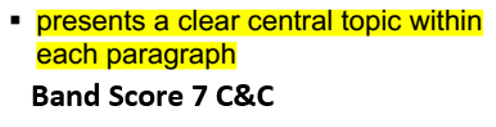 ▪ presents a clear central topic within
each paragraph
Band Score 7 C&C